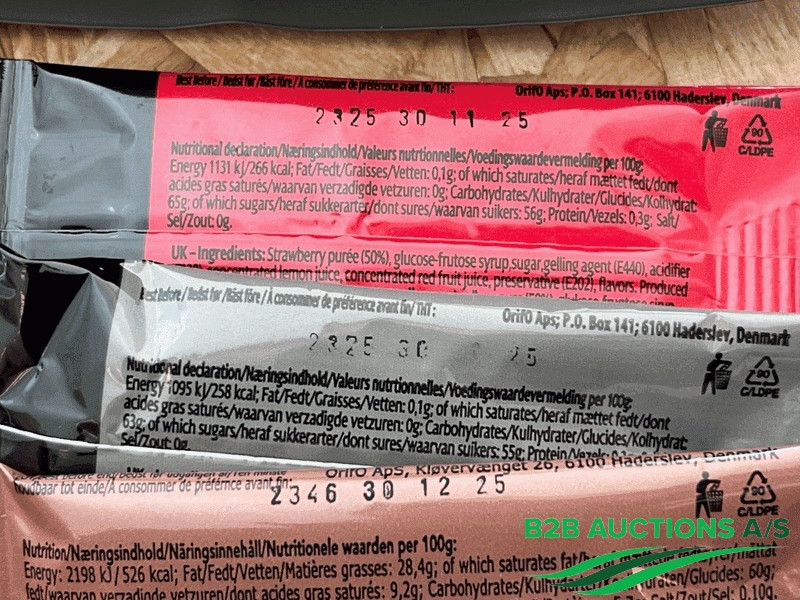 Best Before / Bedst før / Bäst före / A consommer de préférence avant fin/ THT:
Orifo Aps; P.O. Box 141; 6100 Haderslev, Denmark
2325 30 11 25
90
C/LDPE
Nutritional declaration/Næringsindhold/Valeurs nutrtionnelles/Voedingswaardevermelding per 100g:
Energy 1131 kJ/266 kcal; Fat/Fedt/Graisses/Vetten: 0,1g; of which saturates/heraf mættet fedt/dont
acides gras saturés/waarvan verzadigde vetzuren: 0g; Carbohydrates/Kulhydrater/Glucides/Kolhydrat:
65g; of which sugars/heraf sukkerarter/dont sures/waarvan suikers: 56g; Protein/Vezels: 0,3g; Salt/
Sel/Zout: 0g.
UK – Ingredients: Strawberry purée (50%), glucose-frutose syrup,sugar,gelling agent (E440), acidifier
concentrated lemon juice, concentrated red fruit juice, preservative (E202), flavors. Produced
Best Before / Bedst før /Bäst före / A consommer de préférence avant fin/ THT:
Orifo Aps; P.O. Box 141; 6100 Haderslev, Denmark
2325 30 25
90
C/LDPE
Nutritional declaration/Næringsindhold/Valeurs nutrtionnelles/Voedingswaardevermelding per 100g:
Energy 1095 kJ/258 kcal; Fat/Fedt/Graisses/Vetten: 0,1g; of which saturates/heraf mættet fedt/dont
acides gras saturés/waarvan verzadigde vetzuren: 0g; Carbohydrates/Kulhydrater/Glucides/Kolhydrat:
63g; of which sugars/heraf sukkerarter/dont sures/waarvan suikers: 55g; Protein/Vezels:
Sel/Zout: 0g.
Orifo ApS, Kløvervænget 26, 6100 Haderslev, Denmark
tot einde/A consommer de préférnce avant fin:
2346 30 12 25
90
C/LDPE
B2B AUCTIONS A/S
Nutrition/Næringsindhold/Näringsinnehåll/Nutritionele waarden per 100g:
Energy: 2198 kJ / 526 kcal; Fat/Fedt/Vetten/Matières grasses: 28,4g; of which saturates fat/
fedt/waarvan verzadigde vetzuren/dont acides gras saturés: 9,2g; Carbohydrates/ /Glucides: 60g;
Salt/Zout/Sel: 0,10g.